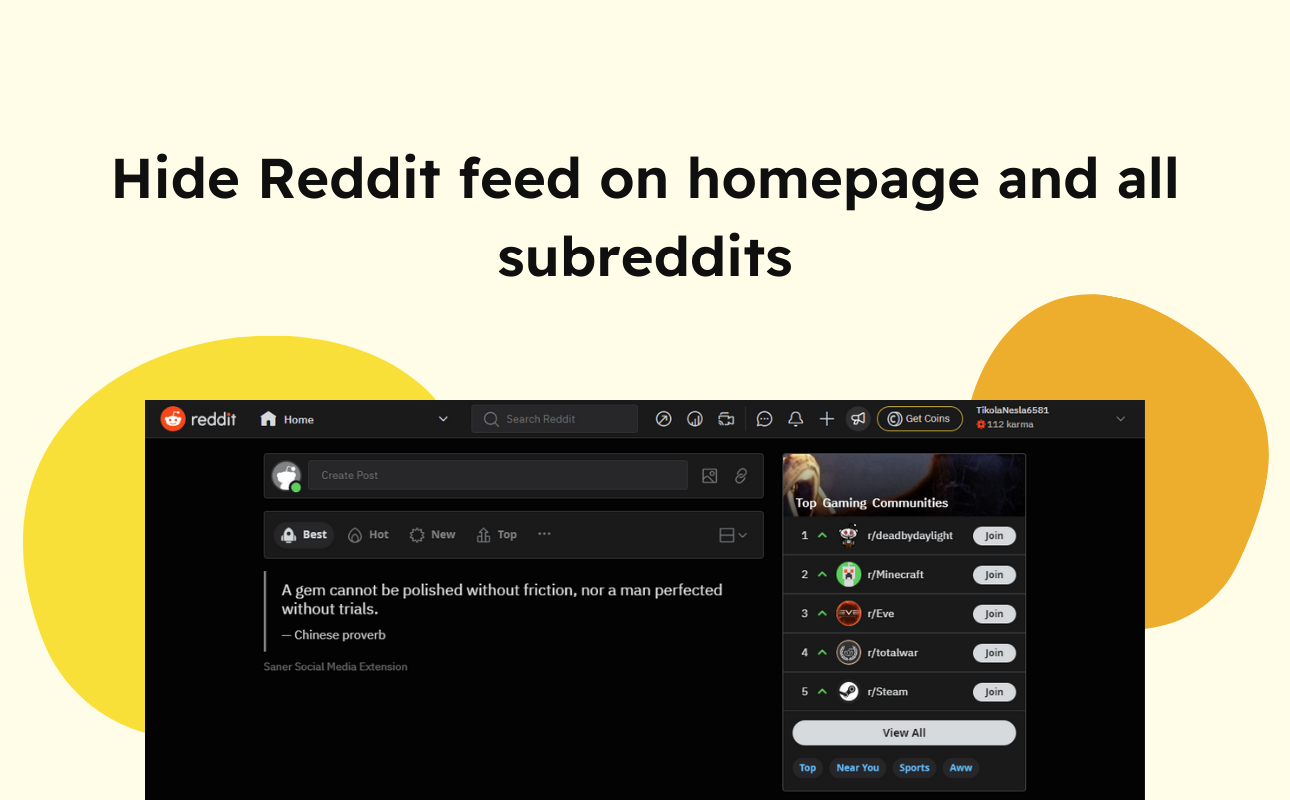 Hide Reddit feed on homepage and all
subreddits
reddit
Home
Search Reddit
Get Coins
TikolaNesla6581
112 karma
Create Post
Best
Hot
New
Top
A gem cannot be polished without friction, nor a man perfected
without trials.
— Chinese proverb
Saner Social Media Extension
Top Gaming Communities
1 r/deadbydaylight Join
2 r/Minecraft Join
EVE
3 r/Eve Join
4 r/totalwar Join
5 r/Steam Join
View All
Top Near You Sports Aww